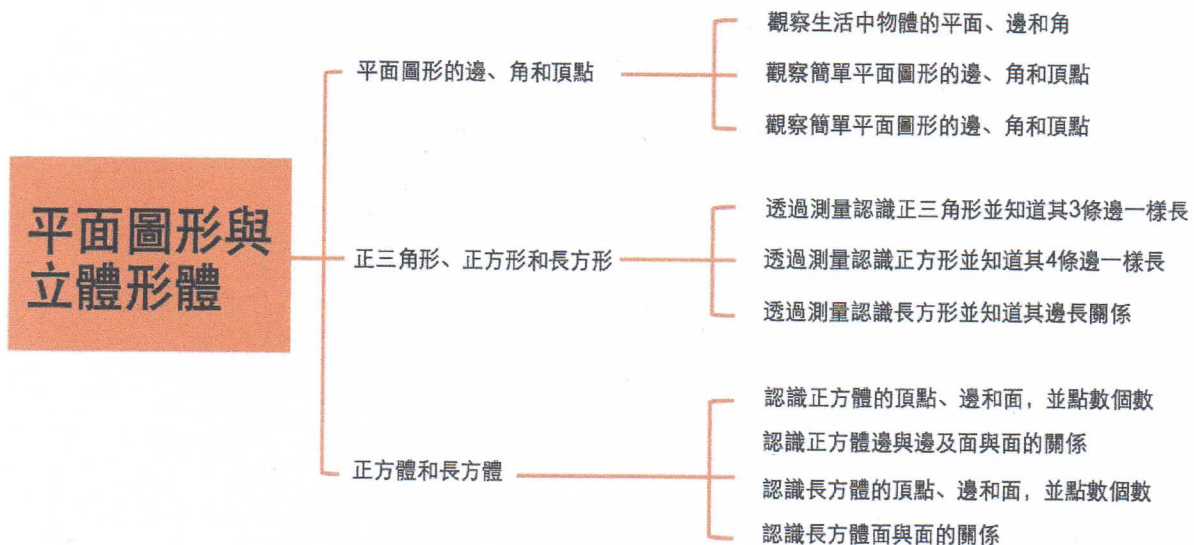 平面圖形與
立體形體
平面圖形的邊、角和頂點
觀察生活中物體的平面、邊和角
觀察簡單平面圖形的邊、角和頂點
觀察簡單平面圖形的邊、角和頂點
正三角形、正方形和長方形
透過測量認識正三角形並知道其3條邊一樣長
透過測量認識正方形並知道其4條邊一樣長
透過測量認識長方形並知道其邊長關係
正方體和長方體
認識正方體的頂點、邊和面，並點數個數
認識正方體邊與邊及面與面的關係
認識長方體的頂點、邊和面，並點數個數
認識長方體面與面的關係